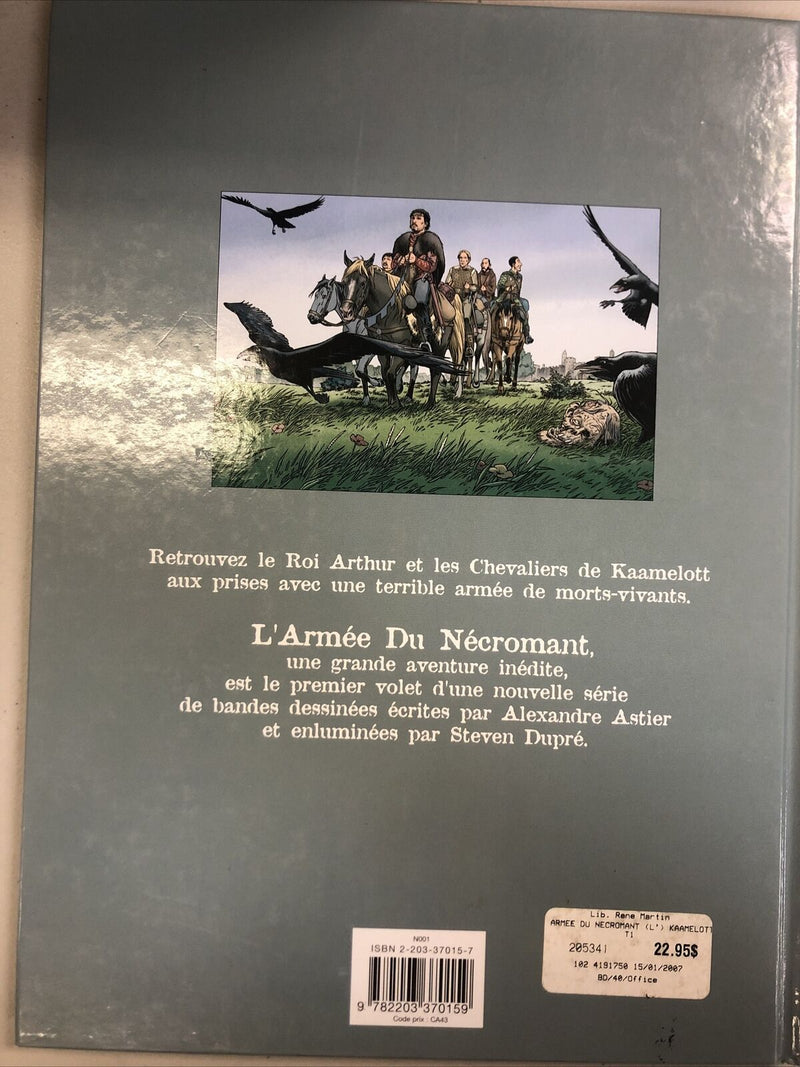 Retrouvez le Roi Arthur et les Chevaliers de Kaamelott
aux prises avec une terrible armée de morts-vivants.
L'Armée Du Nécromant,
une grande aventure inédite,
est le premier volet d'une nouvelle série
de bandes dessinées écrites par Alexandre Astier
et enluminées par Steven Dupré.
N001
ISBN 2-203-37015-7
9 782203 370159
Code prix : CA43
Lib. Rene Martin
ARMEE DU NECROMANT (L') KAAMELOTT
T1
205341 22.95$
102 4191750 15/01/2007
BD/40/Office